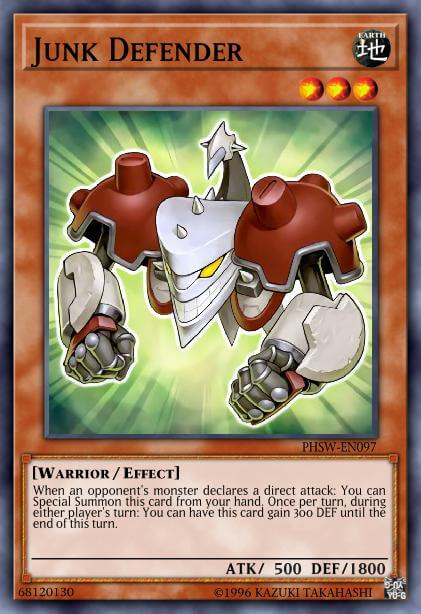 JUNK DEFENDER
EARTH
地
PHSW-EN097
[WARRIOR / EFFECT]
When an opponent's monster declares a direct attack: You can
Special Summon this card from your hand. Once per turn, during
either player's turn: You can have this card gain 300 DEF until the
end of this turn.
ATK/ 500 DEF/1800
68120130
©1996 KAZUKI TAKAHASHI